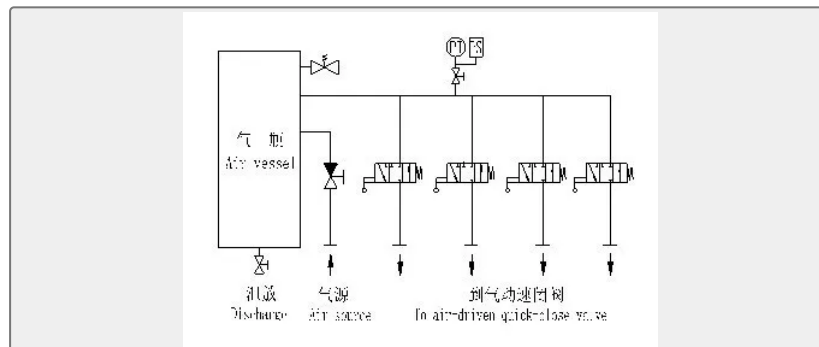 PT PS
气 瓶
Air vessel
泄放 气源 到气动速闭阀
Discharge Air source To air-driven quick-close valve